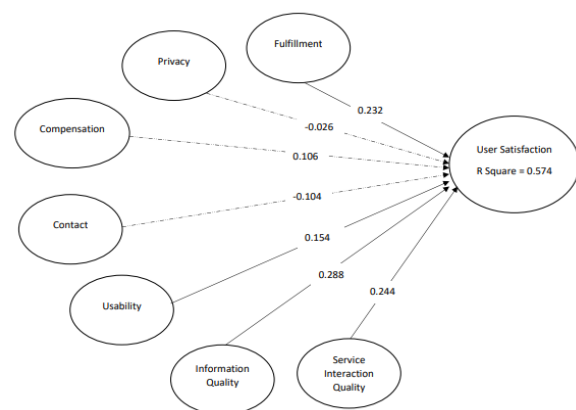 Fulfillment
Privacy
0.232
-0.026
Compensation
0.106
User Satisfaction
R Square = 0.574
-0.104
Contact
0.154
0.288
Usability
0.244
Information
Quality
Service
Interaction
Quality